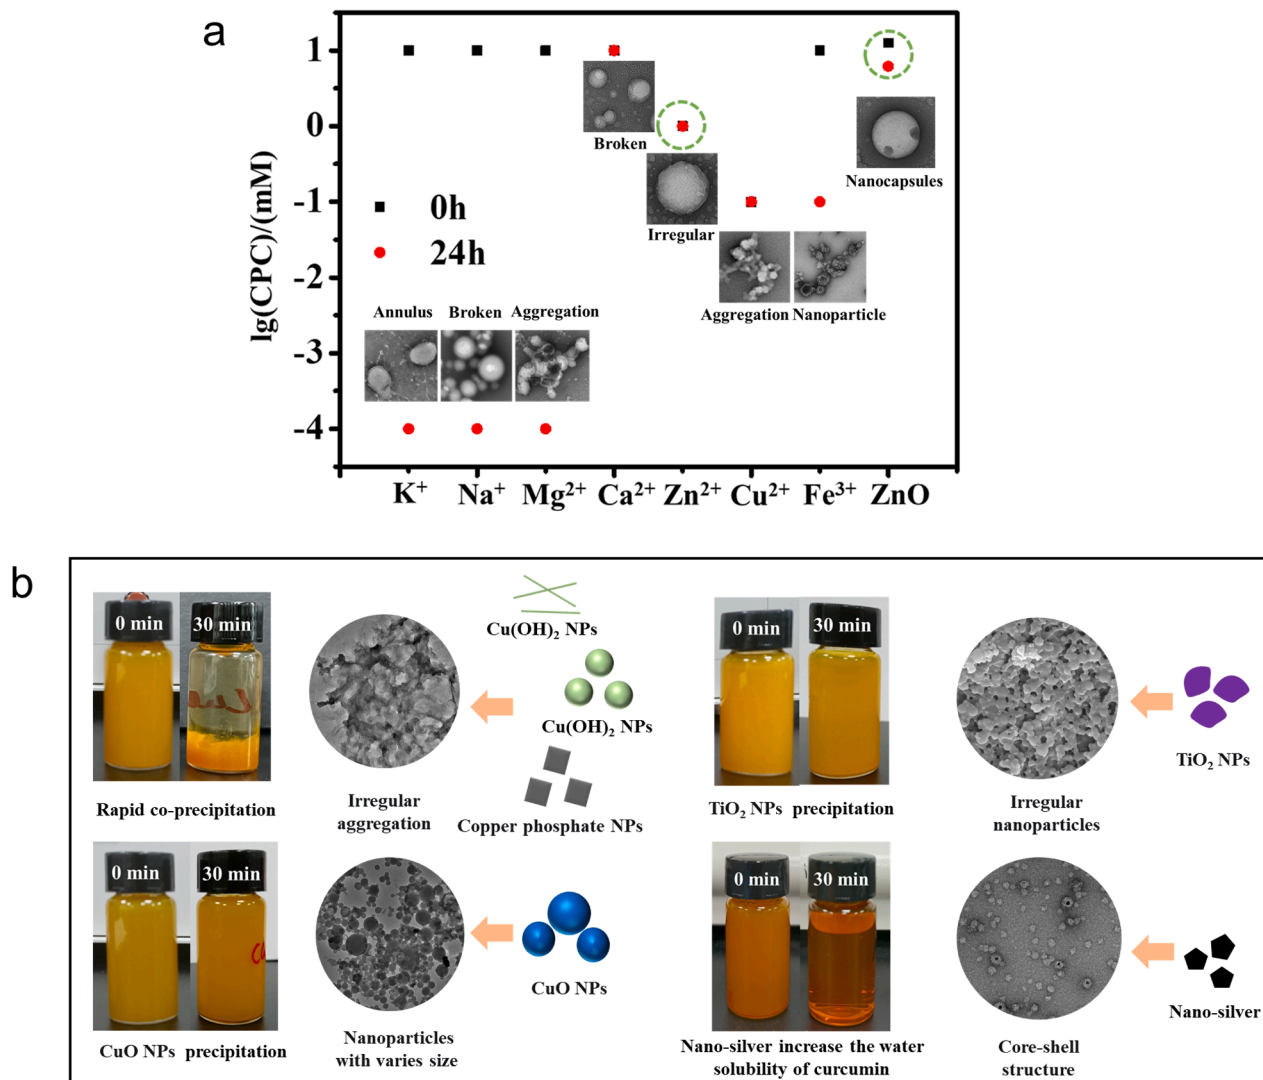 a
lg(CPC)/(mM)
1
0
-1
-2
-3
-4
0h
24h
Broken
Irregular
Nanocapsules
Aggregation Nanoparticle
Annulus Broken Aggregation
K⁺ Na⁺ Mg²⁺ Ca²⁺ Zn²⁺ Cu²⁺ Fe³⁺ ZnO
b
0 min 30 min
Rapid co-precipitation
Irregular
aggregation
Cu(OH)₂ NPs
Cu(OH)₂ NPs
Copper phosphate NPs
0 min 30 min
TiO₂ NPs precipitation
Irregular
nanoparticles
TiO₂ NPs
0 min 30 min
CuO NPs precipitation
Nanoparticles
with varies size
CuO NPs
0 min 30 min
Nano-silver increase the water
solubility of curcumin
Core-shell
structure
Nano-silver